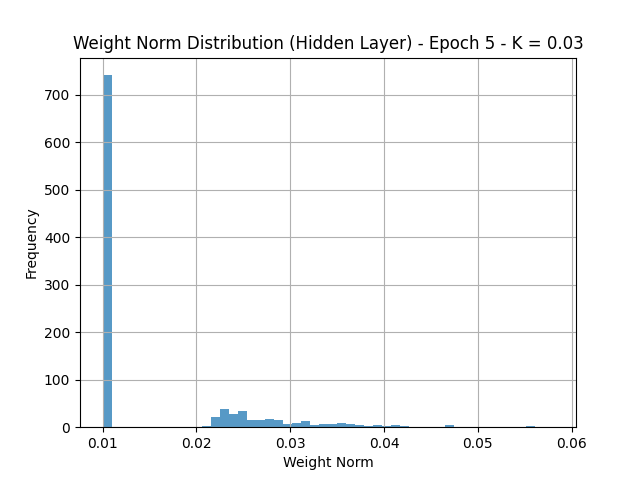 Weight Norm Distribution (Hidden Layer) - Epoch 5 - K = 0.03
700
600
500
400
300
200
100
0
Frequency
0.01 0.02 0.03 0.04 0.05 0.06
Weight Norm